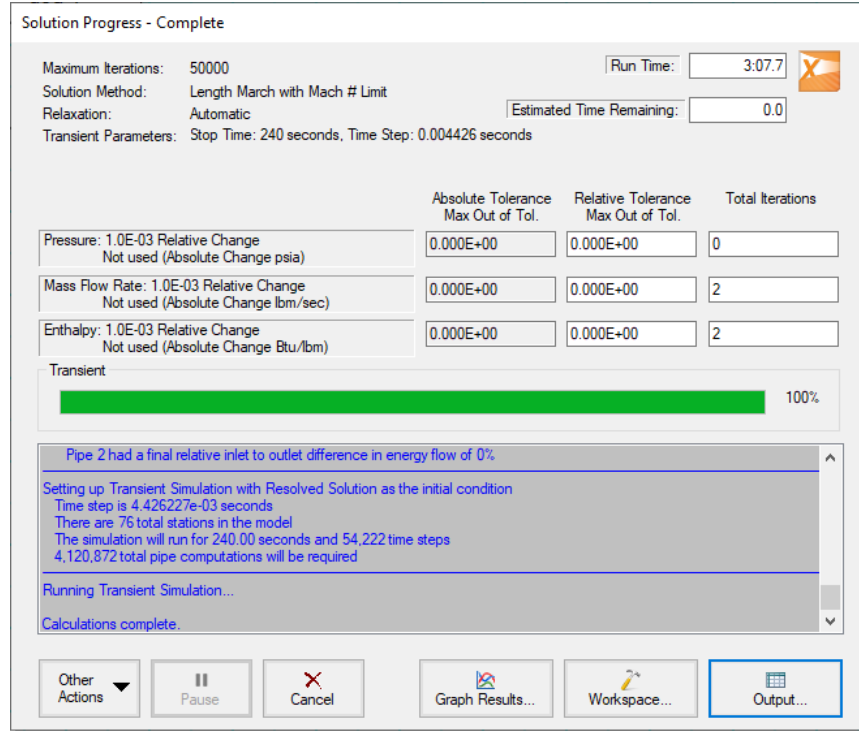 Solution Progress - Complete
Maximum Iterations: 50000
Run Time: 3:07.7
Solution Method: Length March with Mach # Limit
Relaxation: Automatic
Estimated Time Remaining: 0.0
Transient Parameters: Stop Time: 240 seconds, Time Step: 0.004426 seconds
Absolute Tolerance Relative Tolerance Total Iterations
Max Out of Tol. Max Out of Tol.
Pressure: 1.0E-03 Relative Change 0.000E+00 0.000E+00 0
Not used (Absolute Change psia)
Mass Flow Rate: 1.0E-03 Relative Change 0.000E+00 0.000E+00 2
Not used (Absolute Change lbm/sec)
Enthalpy: 1.0E-03 Relative Change 0.000E+00 0.000E+00 2
Not used (Absolute Change Btu/lbm)
Transient
100%
Pipe 2 had a final relative inlet to outlet difference in energy flow of 0%
Setting up Transient Simulation with Resolved Solution as the initial condition
Time step is 4.426227e-03 seconds
There are 76 total stations in the model
The simulation will run for 240.00 seconds and 54,222 time steps
4,120,872 total pipe computations will be required
Running Transient Simulation...
Calculations complete.
Other Actions
Pause
Cancel
Graph Results...
Workspace...
Output...